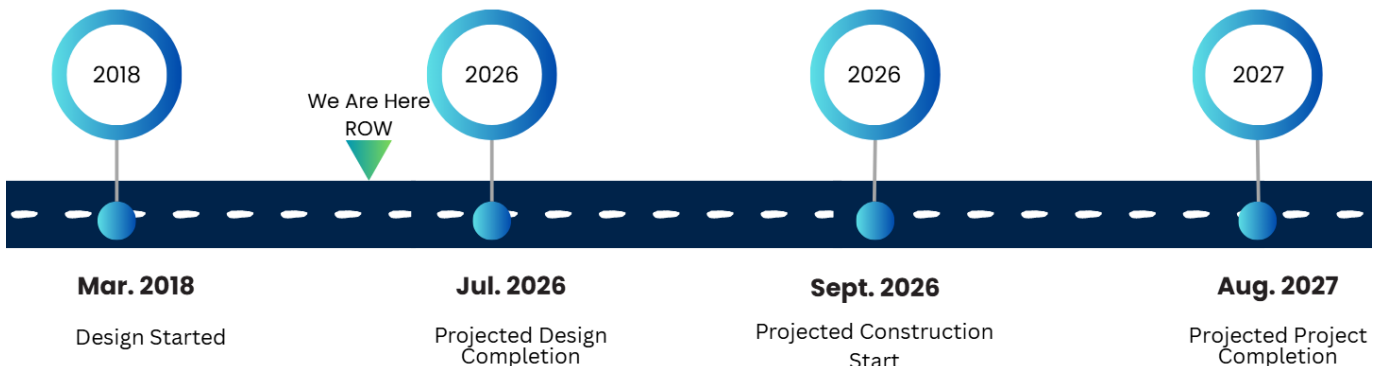 2018
We Are Here
ROW
2026
2026
2027
Mar. 2018
Design Started
Jul. 2026
Projected Design
Completion
Sept. 2026
Projected Construction
Start
Aug. 2027
Projected Project
Completion